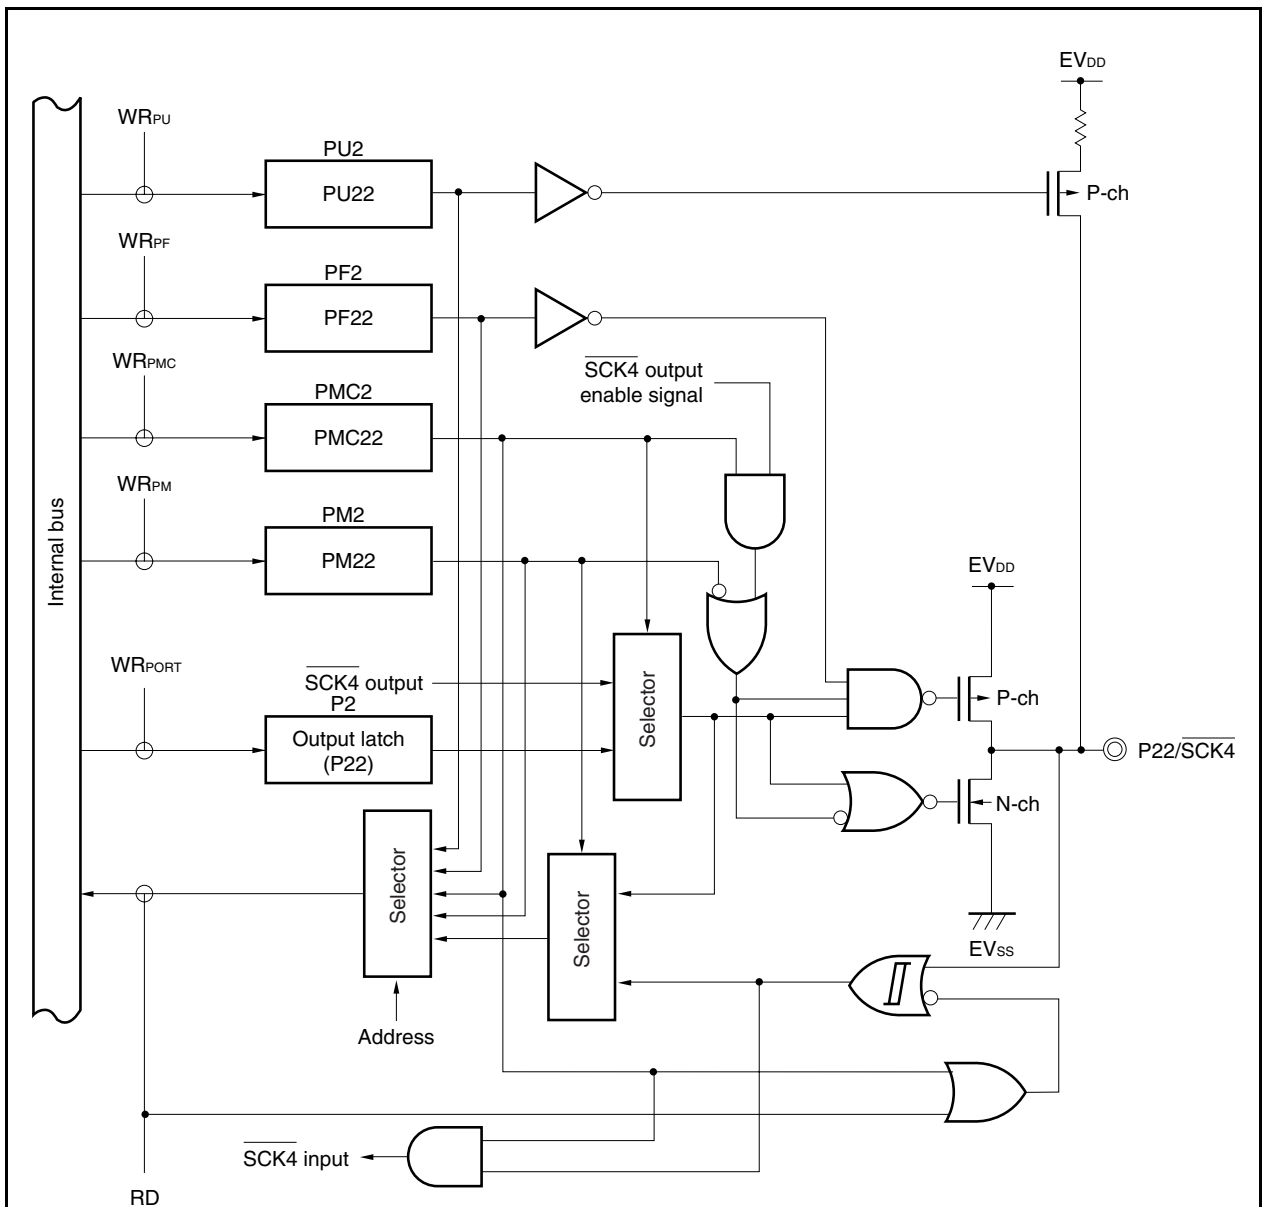 EVDD
WRPU
PU2
PU22
P-ch
WRPF
PF2
PF22
WRPMC
SCK4 output
enable signal
PMC2
PMC22
WRPM
PM2
PM22
Internal bus
EVDD
WRPORT
SCK4 output
P2
Output latch
(P22)
Selector
P-ch
P22/SCK4
N-ch
Selector
Selector
EVSS
Address
SCK4 input
RD